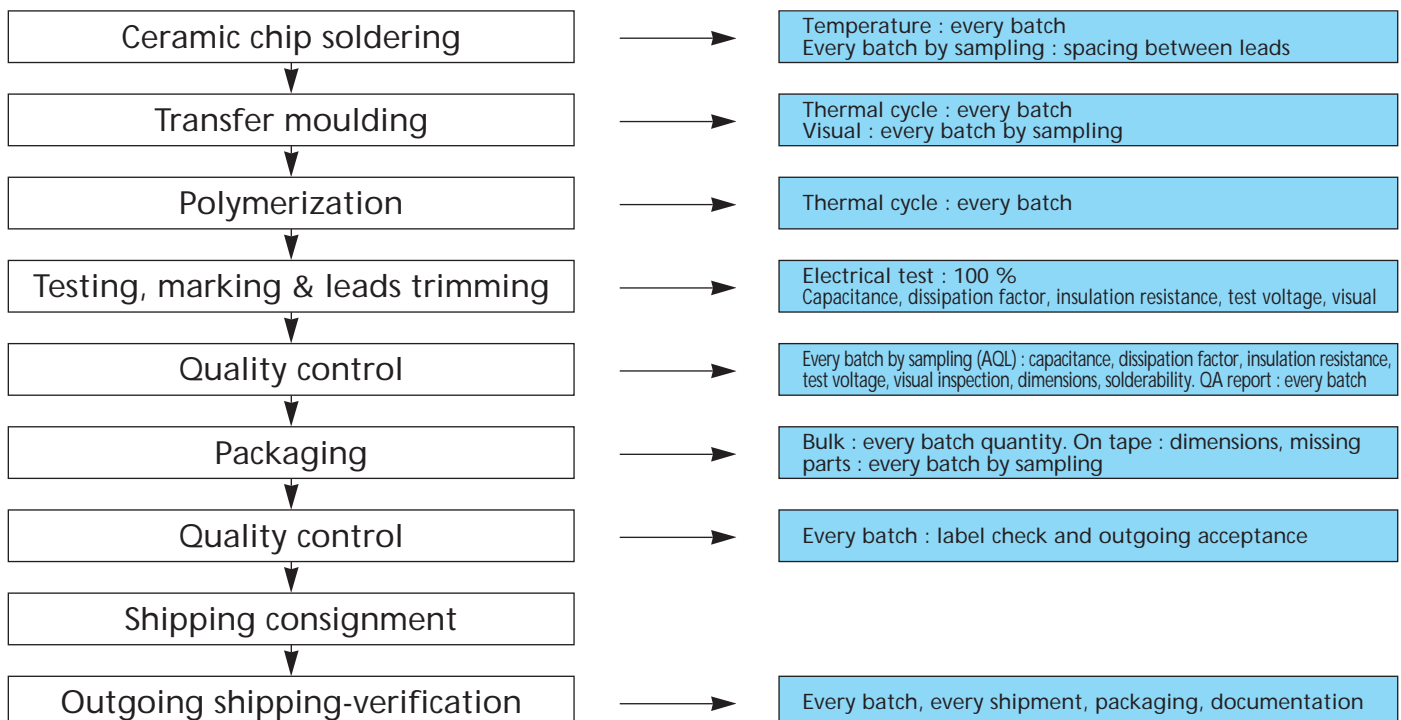 Ceramic chip soldering
Temperature : every batch
Every batch by sampling : spacing between leads
Transfer moulding
Thermal cycle : every batch
Visual : every batch by sampling
Polymerization
Thermal cycle : every batch
Testing, marking & leads trimming
Electrical test : 100 %
Capacitance, dissipation factor, insulation resistance, test voltage, visual
Quality control
Every batch by sampling (AQL) : capacitance, dissipation factor, insulation resistance,
test voltage, visual inspection, dimensions, solderability. QA report : every batch
Packaging
Bulk : every batch quantity. On tape : dimensions, missing
parts : every batch by sampling
Quality control
Every batch : label check and outgoing acceptance
Shipping consignment
Outgoing shipping-verification
Every batch, every shipment, packaging, documentation